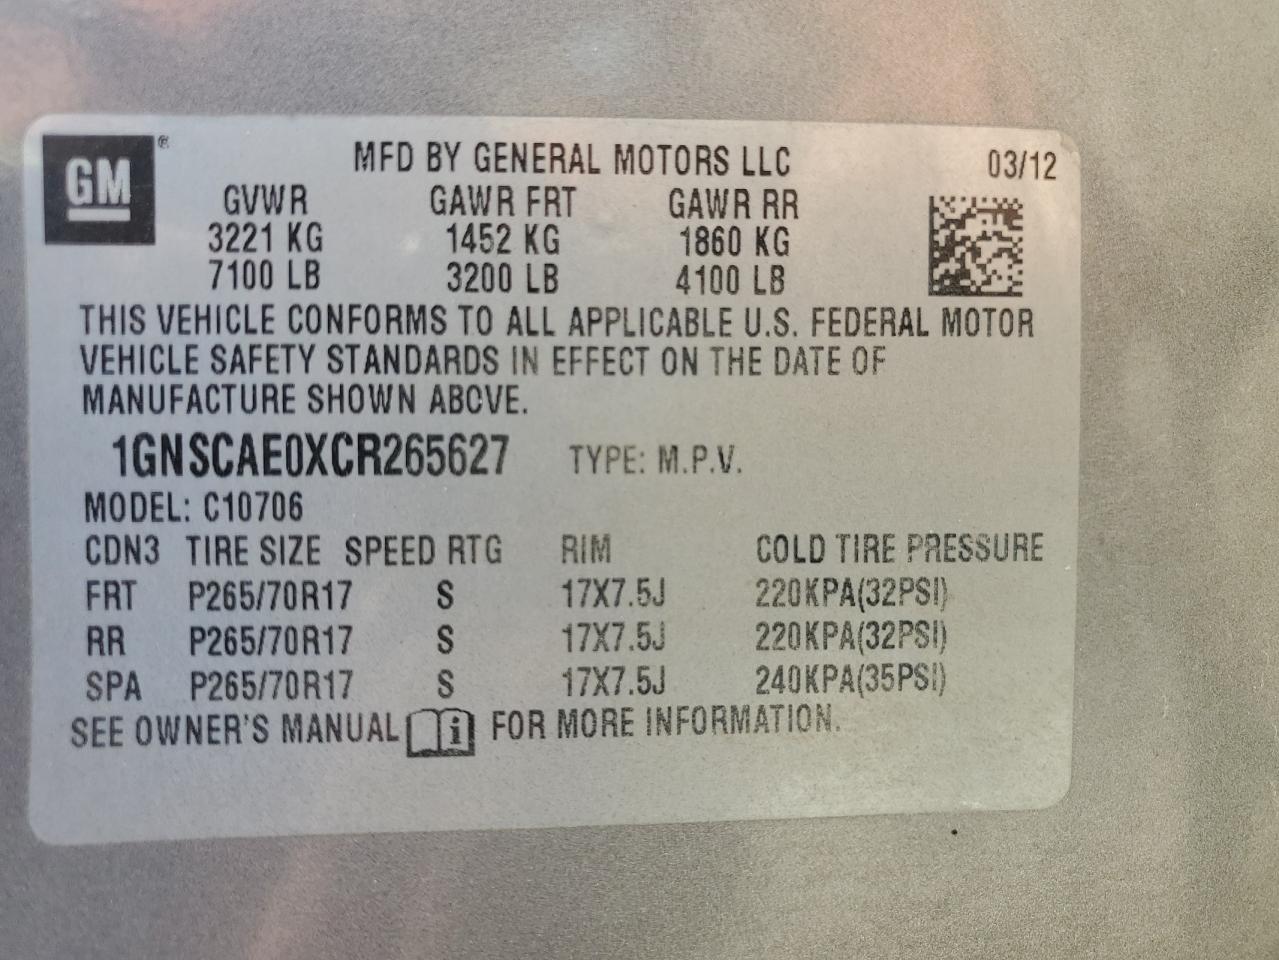 GM ® MFD BY GENERAL MOTORS LLC 03/12
GVWR GAWR FRT GAWR RR
3221 KG 1452 KG 1860 KG
7100 LB 3200 LB 4100 LB
THIS VEHICLE CONFORMS TO ALL APPLICABLE U.S. FEDERAL MOTOR
VEHICLE SAFETY STANDARDS IN EFFECT ON THE DATE OF
MANUFACTURE SHOWN ABOVE.
1GNSCAE0XCR265627 TYPE: M.P.V.
MODEL: C10706
CDN3 TIRE SIZE SPEED RTG RIM COLD TIRE PRESSURE
FRT P265/70R17 S 17X7.5J 220KPA(32PSI)
RR P265/70R17 S 17X7.5J 220KPA(32PSI)
SPA P265/70R17 S 17X7.5J 240KPA(35PSI)
SEE OWNER'S MANUAL i FOR MORE INFORMATION.